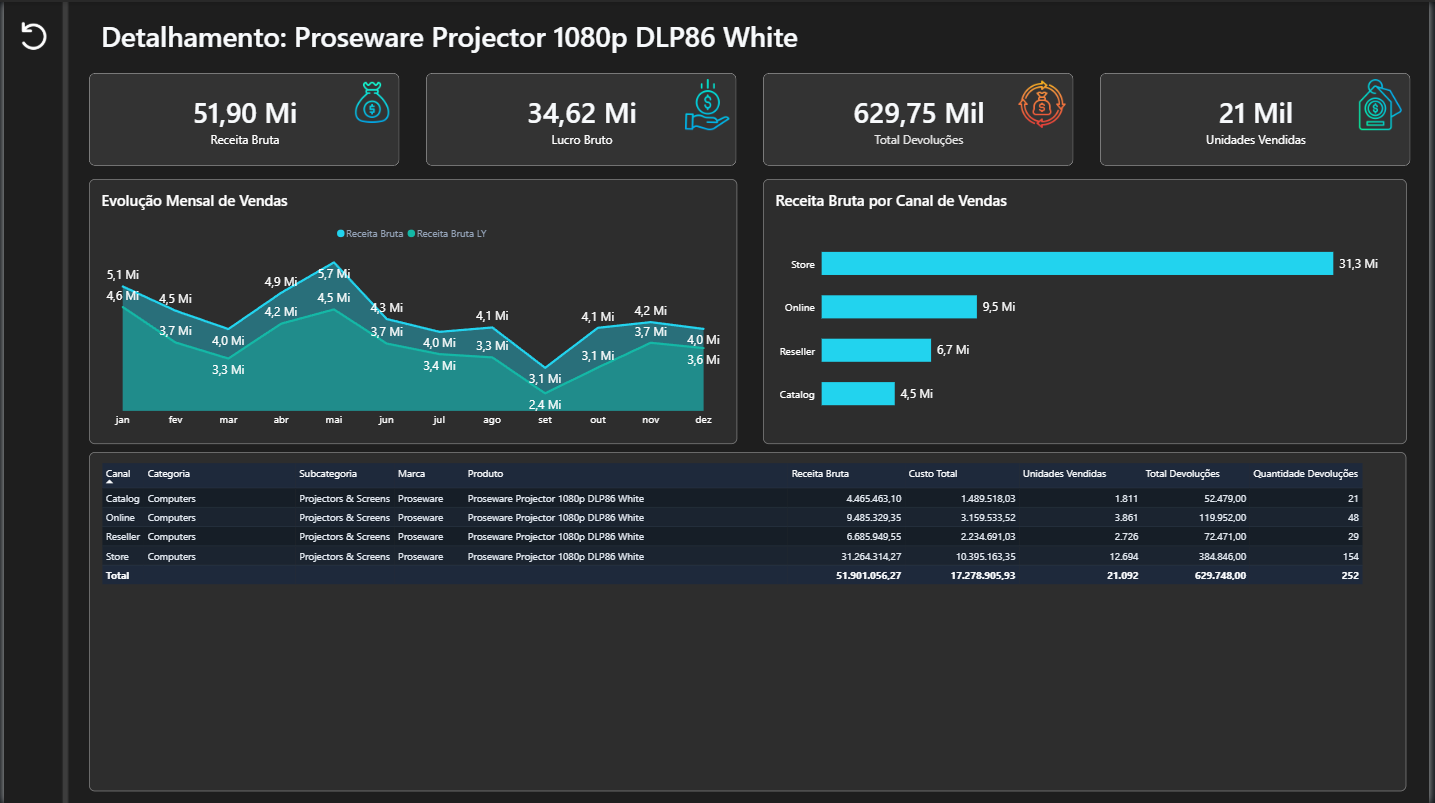 Detalhamento: Proseware Projector 1080p DLP86 White
51,90 Mi
Receita Bruta
34,62 Mi
Lucro Bruto
629,75 Mil
Total Devoluções
21 Mil
Unidades Vendidas
Evolução Mensal de Vendas
Receita Bruta Receita Bruta LY
5,1 Mi 4,5 Mi 4,0 Mi 4,9 Mi 5,7 Mi 4,3 Mi 4,0 Mi 4,1 Mi 3,1 Mi 4,1 Mi 4,2 Mi 4,0 Mi
4,6 Mi 3,7 Mi 3,3 Mi 4,2 Mi 4,5 Mi 3,7 Mi 3,4 Mi 3,3 Mi 2,4 Mi 3,1 Mi 3,7 Mi 3,6 Mi
jan fev mar abr mai jun jul ago set out nov dez
Receita Bruta por Canal de Vendas
Store 31,3 Mi
Online 9,5 Mi
Reseller 6,7 Mi
Catalog 4,5 Mi
Canal Categoria Subcategoria Marca Produto Receita Bruta Custo Total Unidades Vendidas Total Devoluções Quantidade Devoluções
Catalog Computers Projectors & Screens Proseware Proseware Projector 1080p DLP86 White 4.465.463,10 1.489.518,03 1.811 52.479,00 21
Online Computers Projectors & Screens Proseware Proseware Projector 1080p DLP86 White 9.485.329,35 3.159.533,52 3.861 119.952,00 48
Reseller Computers Projectors & Screens Proseware Proseware Projector 1080p DLP86 White 6.685.949,55 2.234.691,03 2.726 72.471,00 29
Store Computers Projectors & Screens Proseware Proseware Projector 1080p DLP86 White 31.264.314,27 10.395.163,35 12.694 384.846,00 154
Total 51.901.056,27 17.278.905,93 21.092 629.748,00 252